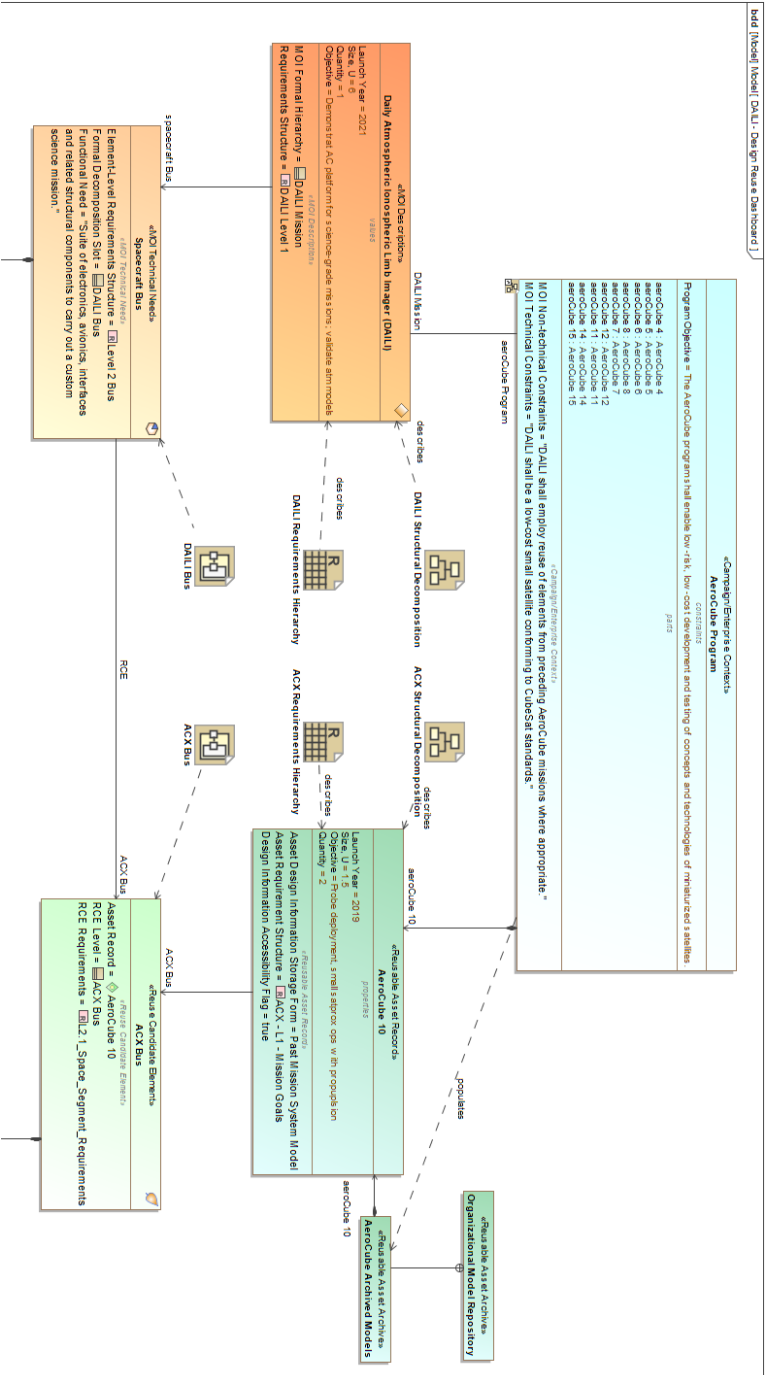 bdd [Model] Model[ DAILI - Design Reuse Dashboard ]
«Campaign/Enterprise Context»
AeroCube Program
constraints
Program Objective = The AeroCube program shall enable low-risk, low-cost development and testing of concepts and technologies of miniaturized satellites.
parts
aeroCube 4 : AeroCube 4
aeroCube 5 : AeroCube 5
aeroCube 6 : AeroCube 6
aeroCube 8 : AeroCube 8
aeroCube 7 : AeroCube 7
aeroCube 12 : AeroCube 12
aeroCube 11 : AeroCube 11
aeroCube 14 : AeroCube 14
aeroCube 15 : AeroCube 15
«Campaign/Enterprise Context»
MOI Non-technical Constraints = "DAILI shall employ reuse of elements from preceding AeroCube missions where appropriate."
MOI Technical Constraints = "DAILI shall be a low-cost small satellite conforming to CubeSat standards."
aeroCube Program
DAILI Mission
aeroCube 10
populates
«Reusable Asset Archive»
Organizational Model Repository
«Reusable Asset Archive»
AeroCube Archived Models
aeroCube 10
«MOI Description»
Daily Atmospheric Ionospheric Limb Imager (DAILI)
values
Launch Year = 2021
Size, U = 6
Quantity = 1
Objective = Demonstrat AC platform for science-grade missions; validate atm models
«MOI Description»
MOI Formal Hierarchy = DAILI Mission
Requirements Structure = R DAILI Level 1
describes
DAILI Structural Decomposition
describes
DAILI Requirements Hierarchy
ACX Structural Decomposition
describes
ACX Requirements Hierarchy
describes
«Reusable Asset Record»
AeroCube 10
properties
Launch Year = 2019
Size, U = 1.5
Objective = Probe deployment, smallsat prox ops with propulsion
Quantity = 2
«Reusable Asset Record»
Asset Design Information Storage Form = Past Mission System Model
Asset Requirement Structure = R ACX - L1 - Mission Goals
Design Information Accessibility Flag = true
spacecraft Bus
«MOI Technical Need»
Spacecraft Bus
«MOI Technical Need»
Element-Level Requirements Structure = R Level 2 Bus
Formal Decomposition Slot = DAILI Bus
Functional Need = "Suite of electronics, avionics, interfaces
and related structural components to carry out a custom
science mission."
DAILI Bus
RCE
ACX Bus
ACX Bus
ACX Bus
«Reuse Candidate Element»
ACX Bus
«Reuse Candidate Element»
Asset Record = AeroCube 10
RCE Level = ACX Bus
RCE Requirements = R L2.1_Space_Segment_Requirements